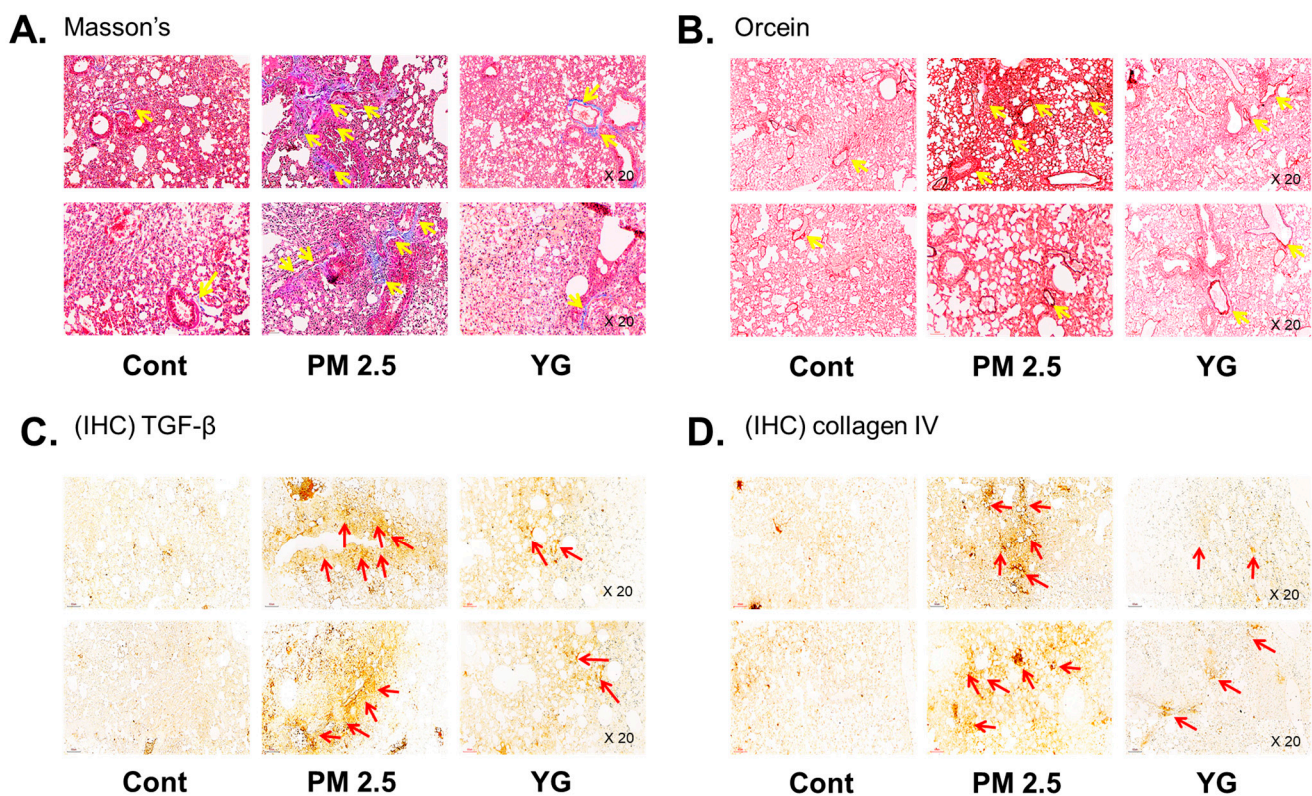 A. Masson's
B. Orcein
X 20
X 20
X 20
X 20
Cont
PM 2.5
YG
Cont
PM 2.5
YG
C. (IHC) TGF-β
D. (IHC) collagen IV
X 20
X 20
X 20
X 20
Cont
PM 2.5
YG
Cont
PM 2.5
YG